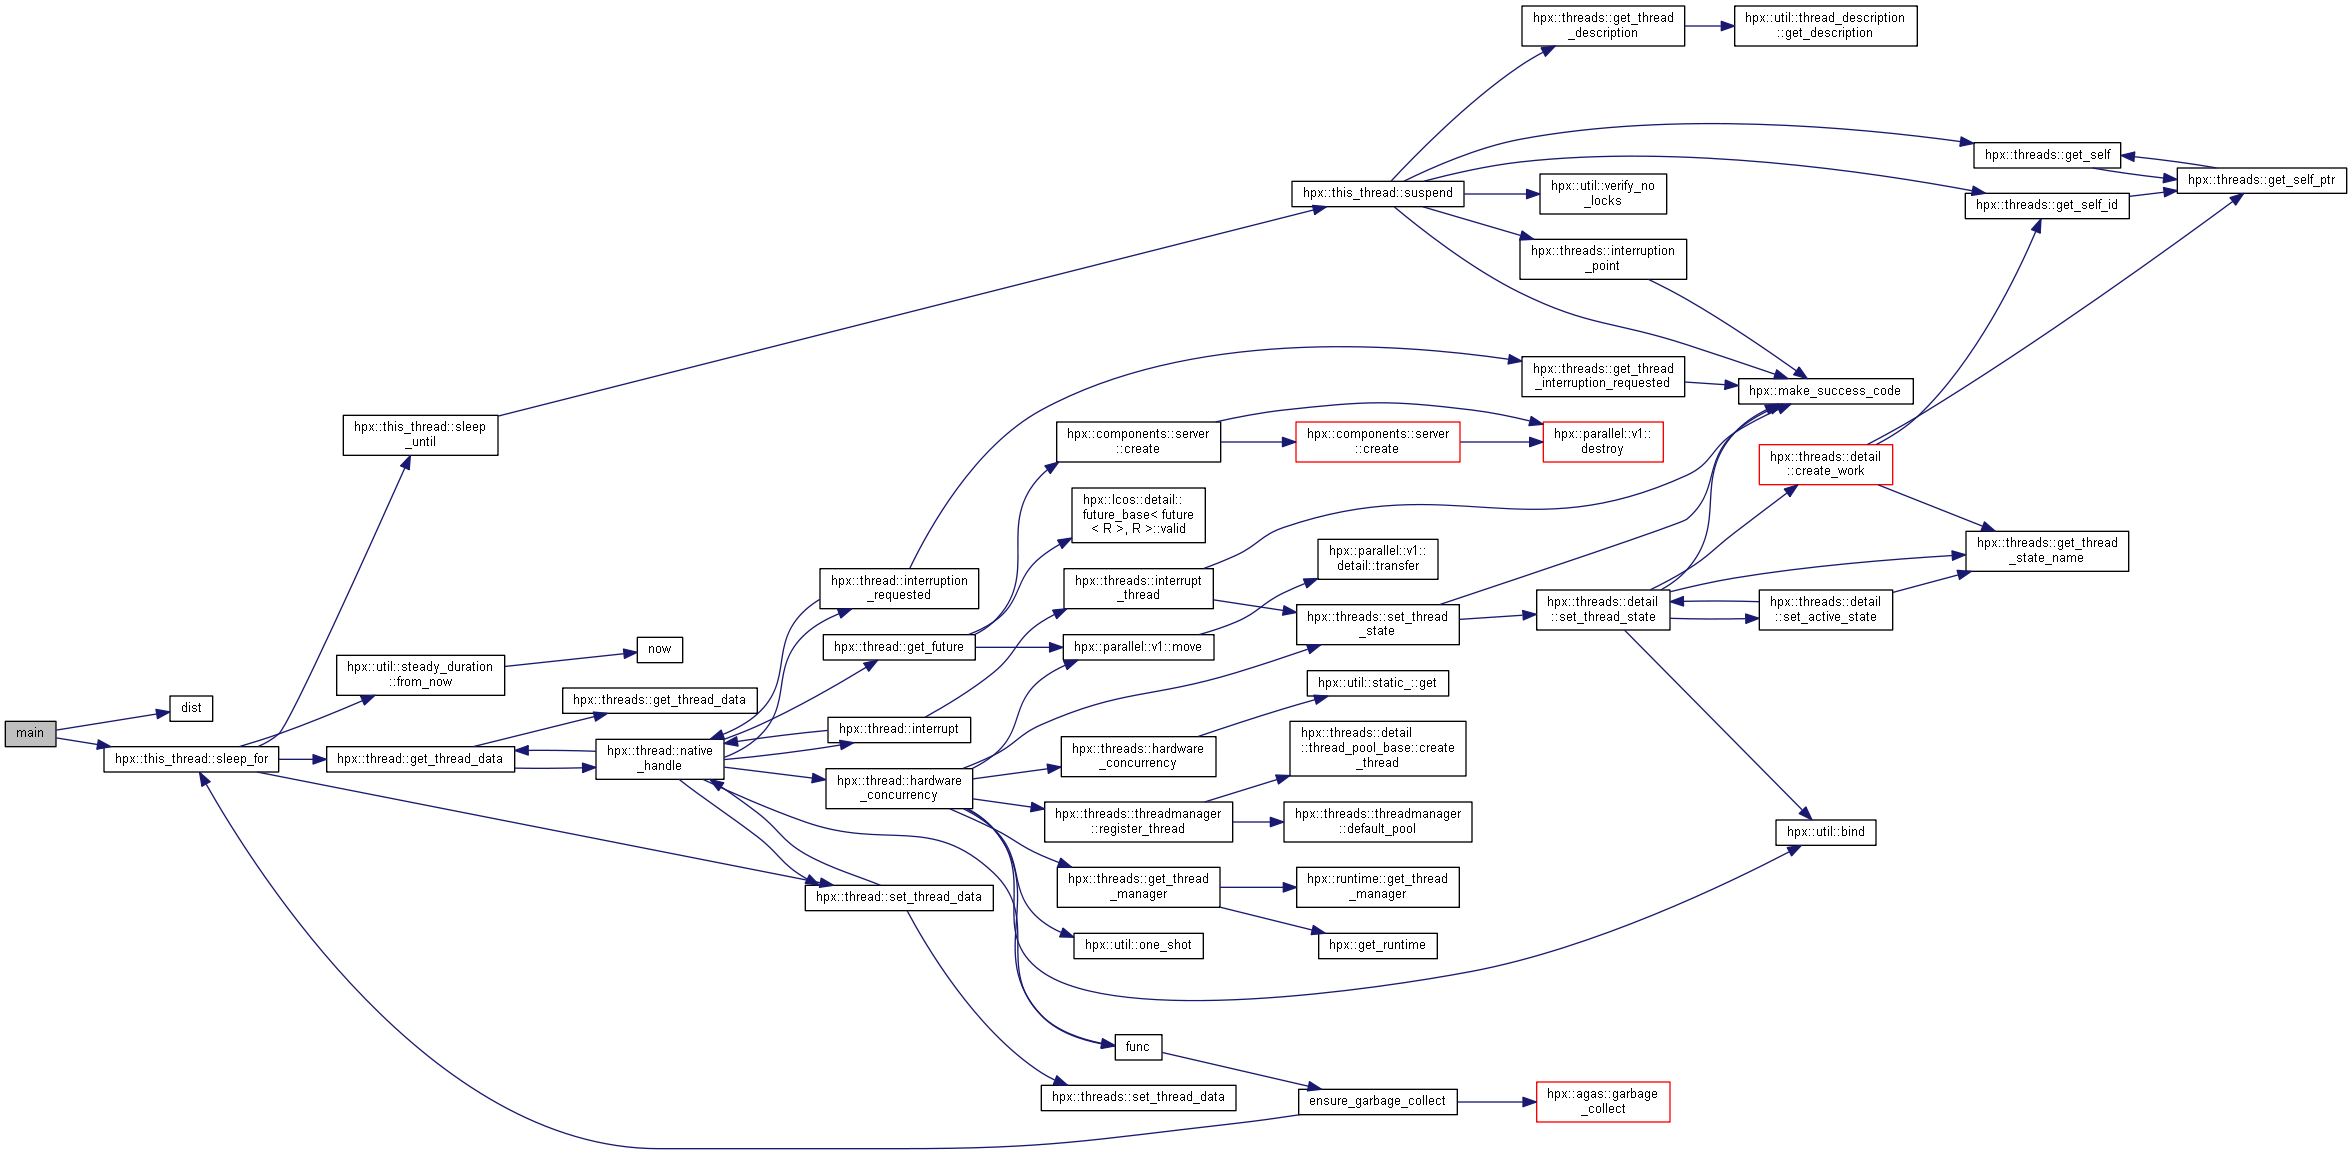 main
dist
hpx::this_thread::sleep_for
hpx::this_thread::sleep
_until
hpx::util::steady_duration
::from_now
hpx::thread::get_thread_data
now
hpx::threads::get_thread_data
hpx::thread::native
_handle
hpx::thread::interruption
_requested
hpx::thread::get_future
hpx::thread::interrupt
hpx::thread::hardware
_concurrency
hpx::thread::set_thread_data
hpx::components::server
::create
hpx::lcos::detail::
future_base< future
< R >, R >::valid
hpx::threads::interrupt
_thread
hpx::parallel::v1::move
hpx::threads::hardware
_concurrency
hpx::threads::threadmanager
::register_thread
hpx::threads::get_thread
_manager
hpx::util::one_shot
func
hpx::threads::set_thread_data
hpx::this_thread::suspend
hpx::components::server
::create
hpx::parallel::v1::
detail::transfer
hpx::threads::set_thread
_state
hpx::util::static_::get
hpx::threads::detail
::thread_pool_base::create
_thread
hpx::threads::threadmanager
::default_pool
hpx::runtime::get_thread
_manager
hpx::get_runtime
ensure_garbage_collect
hpx::threads::get_thread
_description
hpx::util::verify_no
_locks
hpx::threads::interruption
_point
hpx::threads::get_thread
_interruption_requested
hpx::parallel::v1::
destroy
hpx::threads::detail
::set_thread_state
hpx::agas::garbage
_collect
hpx::util::thread_description
::get_description
hpx::make_success_code
hpx::threads::detail
::create_work
hpx::threads::detail
::set_active_state
hpx::util::bind
hpx::threads::get_self
hpx::threads::get_self_id
hpx::threads::get_thread
_state_name
hpx::threads::get_self_ptr